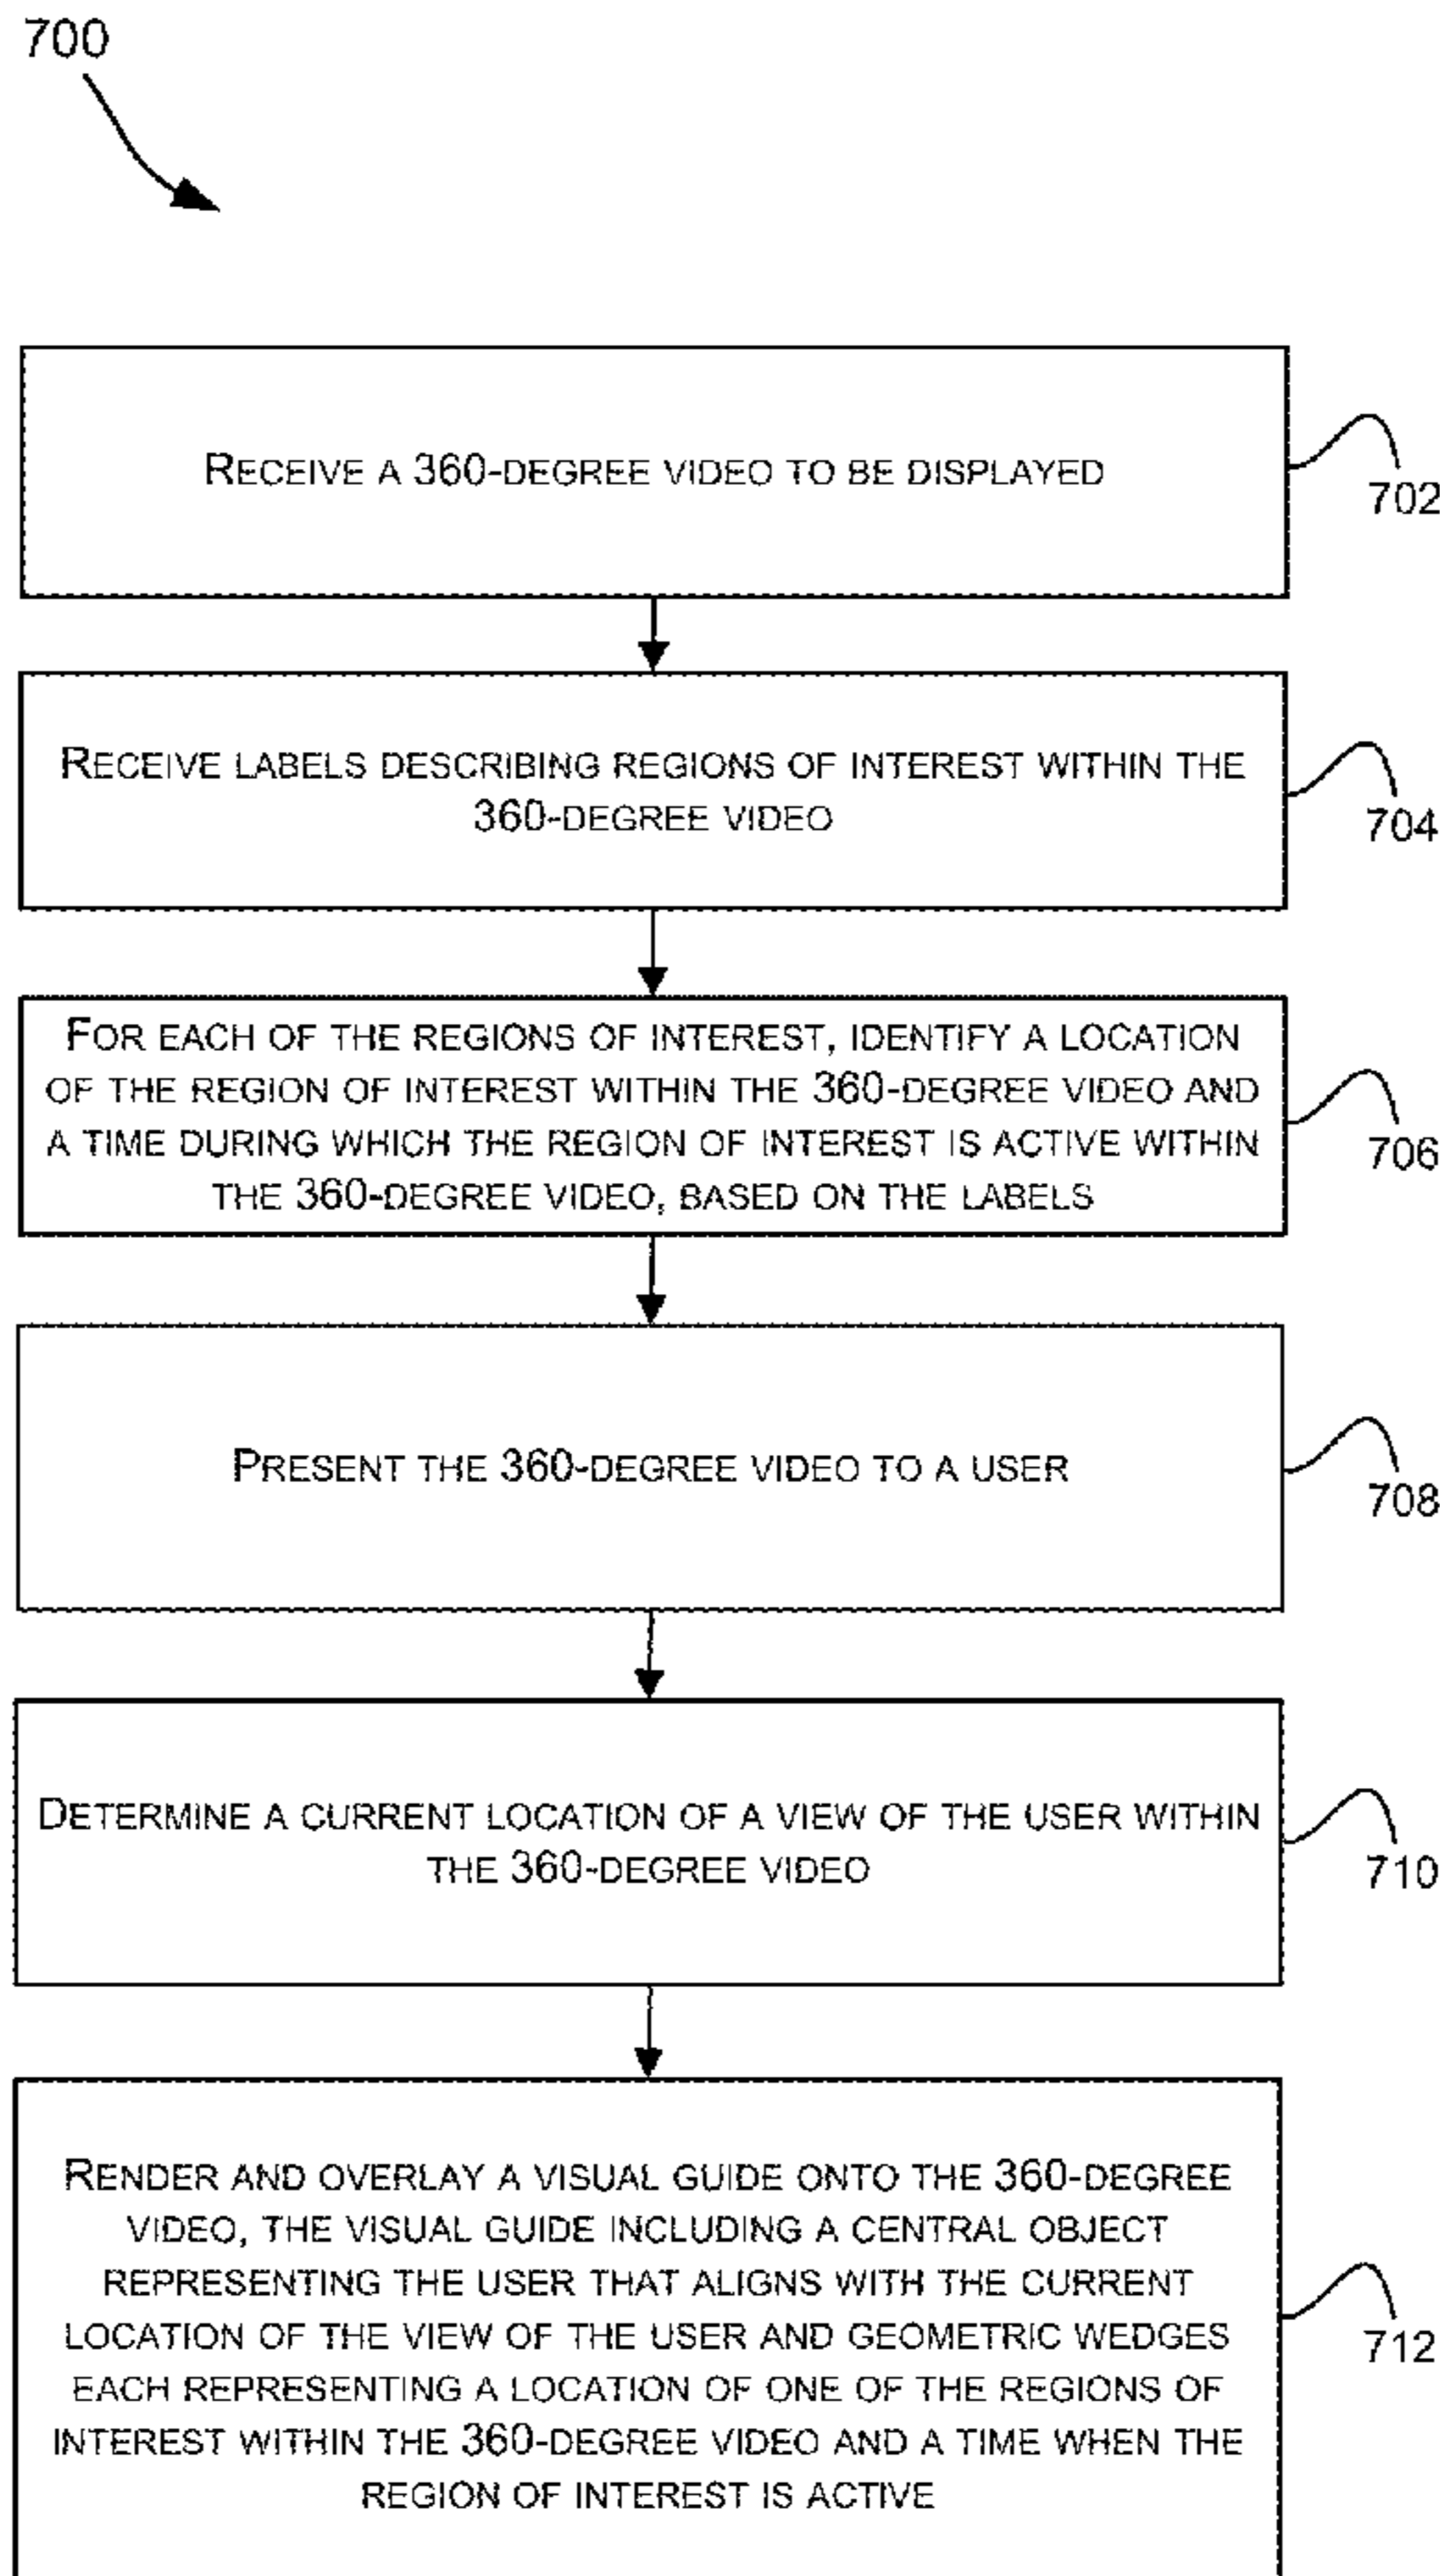 700
RECEIVE A 360-DEGREE VIDEO TO BE DISPLAYED
702
RECEIVE LABELS DESCRIBING REGIONS OF INTEREST WITHIN THE
360-DEGREE VIDEO
704
FOR EACH OF THE REGIONS OF INTEREST, IDENTIFY A LOCATION
OF THE REGION OF INTEREST WITHIN THE 360-DEGREE VIDEO AND
A TIME DURING WHICH THE REGION OF INTEREST IS ACTIVE WITHIN
THE 360-DEGREE VIDEO, BASED ON THE LABELS
706
PRESENT THE 360-DEGREE VIDEO TO A USER
708
DETERMINE A CURRENT LOCATION OF A VIEW OF THE USER WITHIN
THE 360-DEGREE VIDEO
710
RENDER AND OVERLAY A VISUAL GUIDE ONTO THE 360-DEGREE
VIDEO, THE VISUAL GUIDE INCLUDING A CENTRAL OBJECT
REPRESENTING THE USER THAT ALIGNS WITH THE CURRENT
LOCATION OF THE VIEW OF THE USER AND GEOMETRIC WEDGES
EACH REPRESENTING A LOCATION OF ONE OF THE REGIONS OF
INTEREST WITHIN THE 360-DEGREE VIDEO AND A TIME WHEN THE
REGION OF INTEREST IS ACTIVE
712